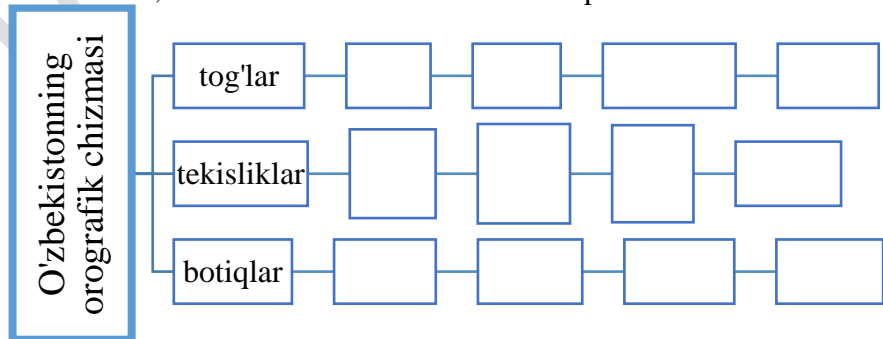 O'zbekistonning
orografik chizmasi
tog'lar
tekisliklar
botiqlar